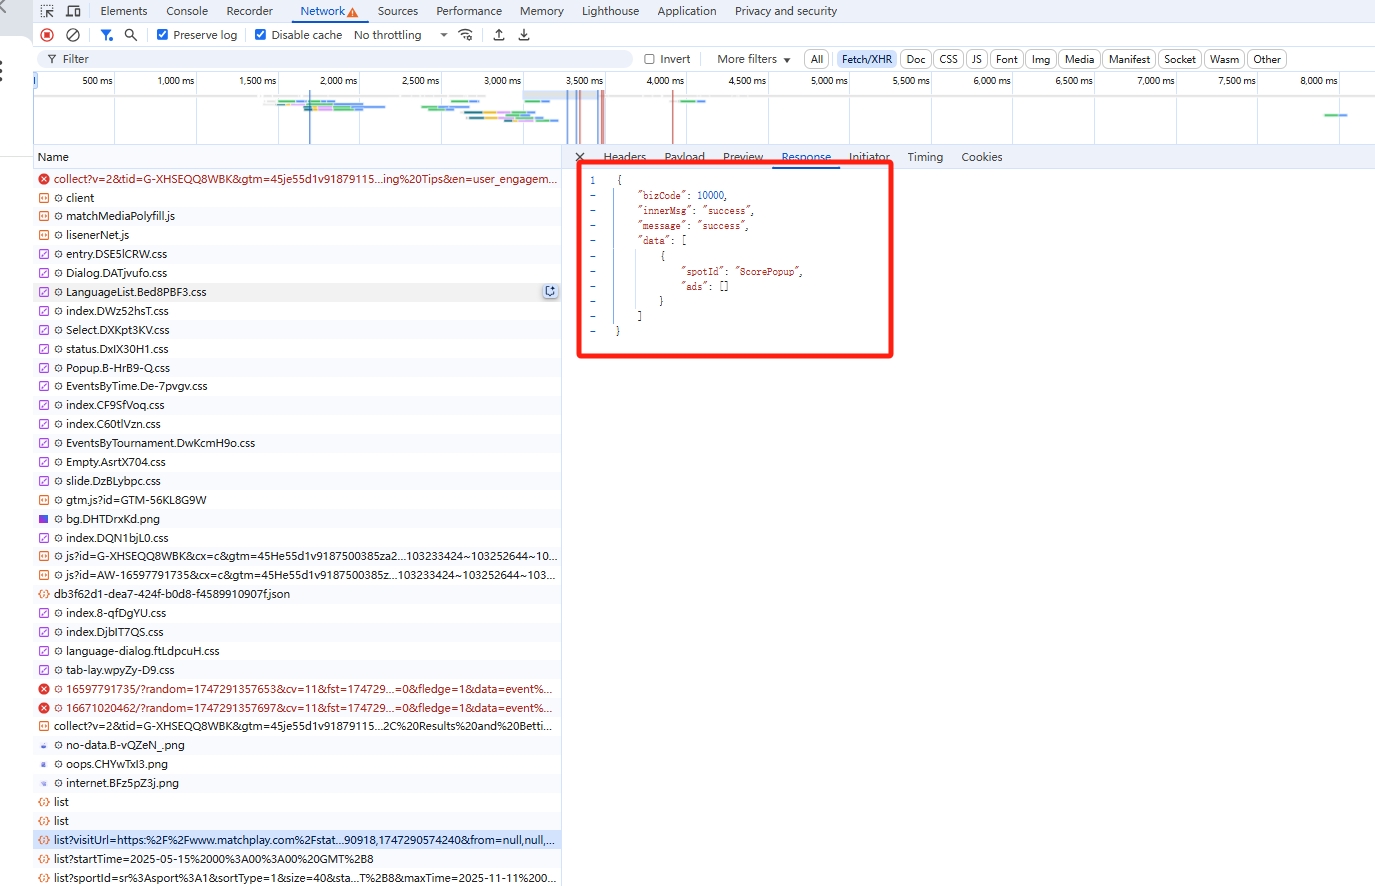 Elements Console Recorder Network Sources Performance Memory Lighthouse Application Privacy and security
Preserve log Disable cache No throttling
Filter Invert More filters All Fetch/XHR Doc CSS JS Font Img Media Manifest Socket Wasm Other
500 ms 1,000 ms 1,500 ms 2,000 ms 2,500 ms 3,000 ms 3,500 ms 4,000 ms 4,500 ms 5,000 ms 5,500 ms 6,000 ms 6,500 ms 7,000 ms 7,500 ms 8,000 ms
Name
collect?v=2&tid=G-XHSEQQ8WBK&gtm=45je55d1v91879115...ing%20Tips&en=user_engagem...
client
matchMediaPolyfill.js
lisenerNet.js
entry.DSE5lCRW.css
Dialog.DATjvufo.css
LanguageList.Bed8PBF3.css
index.DWz52hsT.css
Select.DXKpt3KV.css
status.DxIX30H1.css
Popup.B-HrB9-Q.css
EventsByTime.De-7pvgv.css
index.CF9SfVoq.css
index.C60tlVzn.css
EventsByTournament.DwKcmH9o.css
Empty.AsrtX704.css
slide.DzBLybpc.css
gtm.js?id=GTM-56KL8G9W
bg.DHTDrxKd.png
index.DQN1bjL0.css
js?id=G-XHSEQQ8WBK&cx=c&gtm=45He55d1v9187500385za2...103233424~103252644~10...
js?id=AW-16597791735&cx=c&gtm=45He55d1v9187500385z...103233424~103252644~103...
db3f62d1-dea7-424f-b0d8-f4589910907f.json
index.8-qfDgYU.css
index.DjbIT7QS.css
language-dialog.ftLdpcuH.css
tab-lay.wpyZy-D9.css
16597791735/?random=1747291357653&cv=11&fst=174729...=0&fledge=1&data=event%...
16671020462/?random=1747291357697&cv=11&fst=174729...=0&fledge=1&data=event%...
collect?v=2&tid=G-XHSEQQ8WBK&gtm=45je55d1v91879115...2C%20Results%20and%20Betti...
no-data.B-vQZeN_.png
oops.CHYwTxI3.png
internet.BFz5pZ3j.png
list
list
list?visitUrl=https:%2F%2Fwww.matchplay.com%2Fstat...90918,1747290574240&from=null,null,...
list?startTime=2025-05-15%2000%3A00%3A00%20GMT%2B8
list?sportId=sr%3Asport%3A1&sortType=1&size=40&sta...T%2B8&maxTime=2025-11-11%200...
Headers Payload Preview Response Initiator Timing Cookies
1 {
- "bizCode": 10000,
- "innerMsg": "success",
- "message": "success",
- "data": [
- {
- "spotId": "ScorePopup",
- "ads": []
- }
- ]
- }